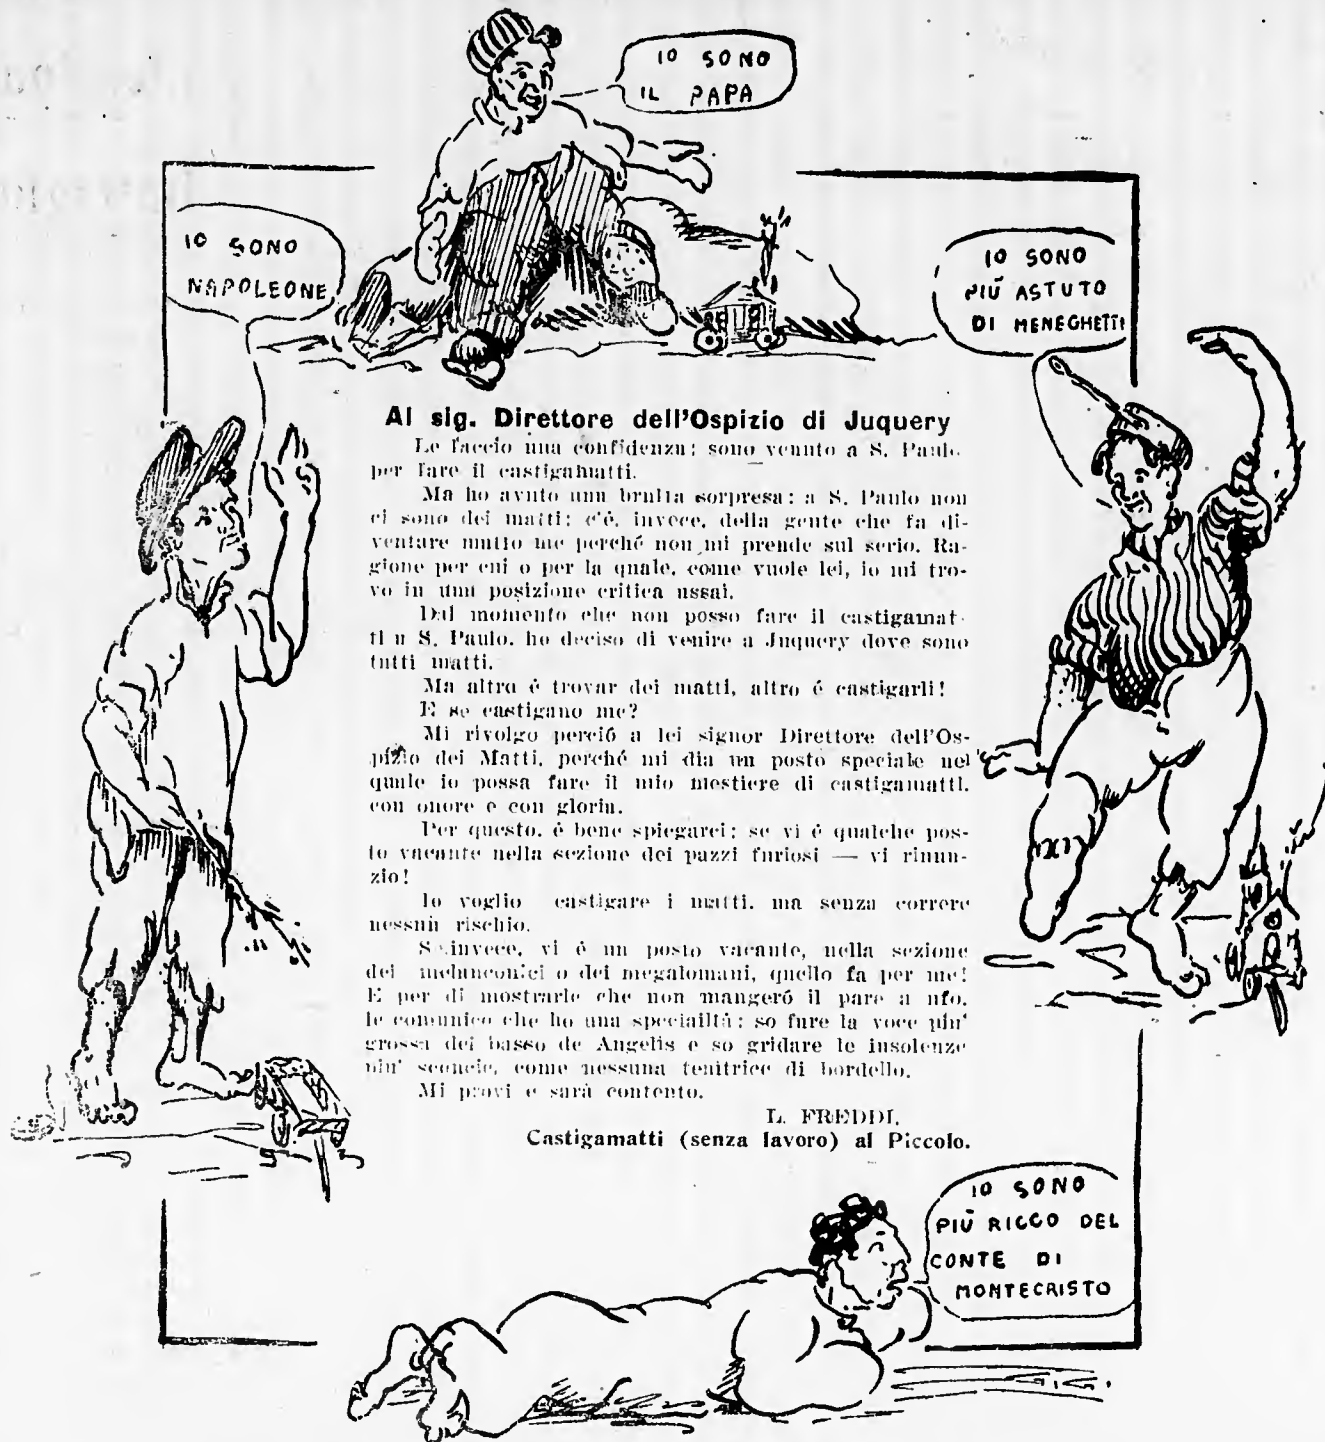 IO SONO
IL PAPA
IO SONO
NAPOLEONE
IO SONO
PIÙ ASTUTO
DI MENEGHETTI
Al sig. Direttore dell'Ospizio di Juquery
Le faccio una confidenza: sono venuto a S. Paulo
per fare il castigamatti.
Ma ho avuto una brutta sorpresa: a S. Paulo non
ci sono dei matti: c'é, invece, della gente che fa di-
ventare matto me perché non mi prende sul serio. Ra-
gione per cui o per la quale, come vuole lei, io mi tro-
vo in una posizione critica assai.
Dal momento che non posso fare il castigamat-
ti a S. Paulo, ho deciso di venire a Juquery dove sono
tutti matti.
Ma altro é trovar dei matti, altro é castigarli!
E se castigano me?
Mi rivolgo perció a lei signor Direttore dell'Os-
pizio dei Matti, perché mi dia un posto speciale nel
quale io possa fare il mio mestiere di castigamatti.
con onore e con gloria.
Per questo, é bene spiegarci: se vi é qualche pos-
to vacante nella sezione dei pazzi furiosi — vi rinun-
zio!
Io voglio castigare i matti, ma senza correre
nessun rischio.
Se invece, vi é un posto vacante, nella sezione
dei melanconici o dei megalomani, quello fa per me!
E per di mostrarle che non mangeró il pare a ufo,
le comunico che ho una speciailtá: so fare la voce piu'
grossa del basso de Angelis e so gridare le insolenze
piu' sconcie, come nessuna tenitrice di bordello.
Mi provi e sará contento.
L. FREDDI.
Castigamatti (senza lavoro) al Piccolo.
IO SONO
PIÙ RICCO DEL
CONTE DI
MONTECRISTO